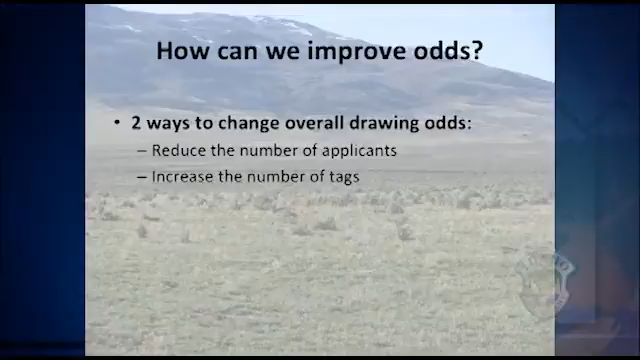 How can we improve odds?
• 2 ways to change overall drawing odds:
– Reduce the number of applicants
– Increase the number of tags